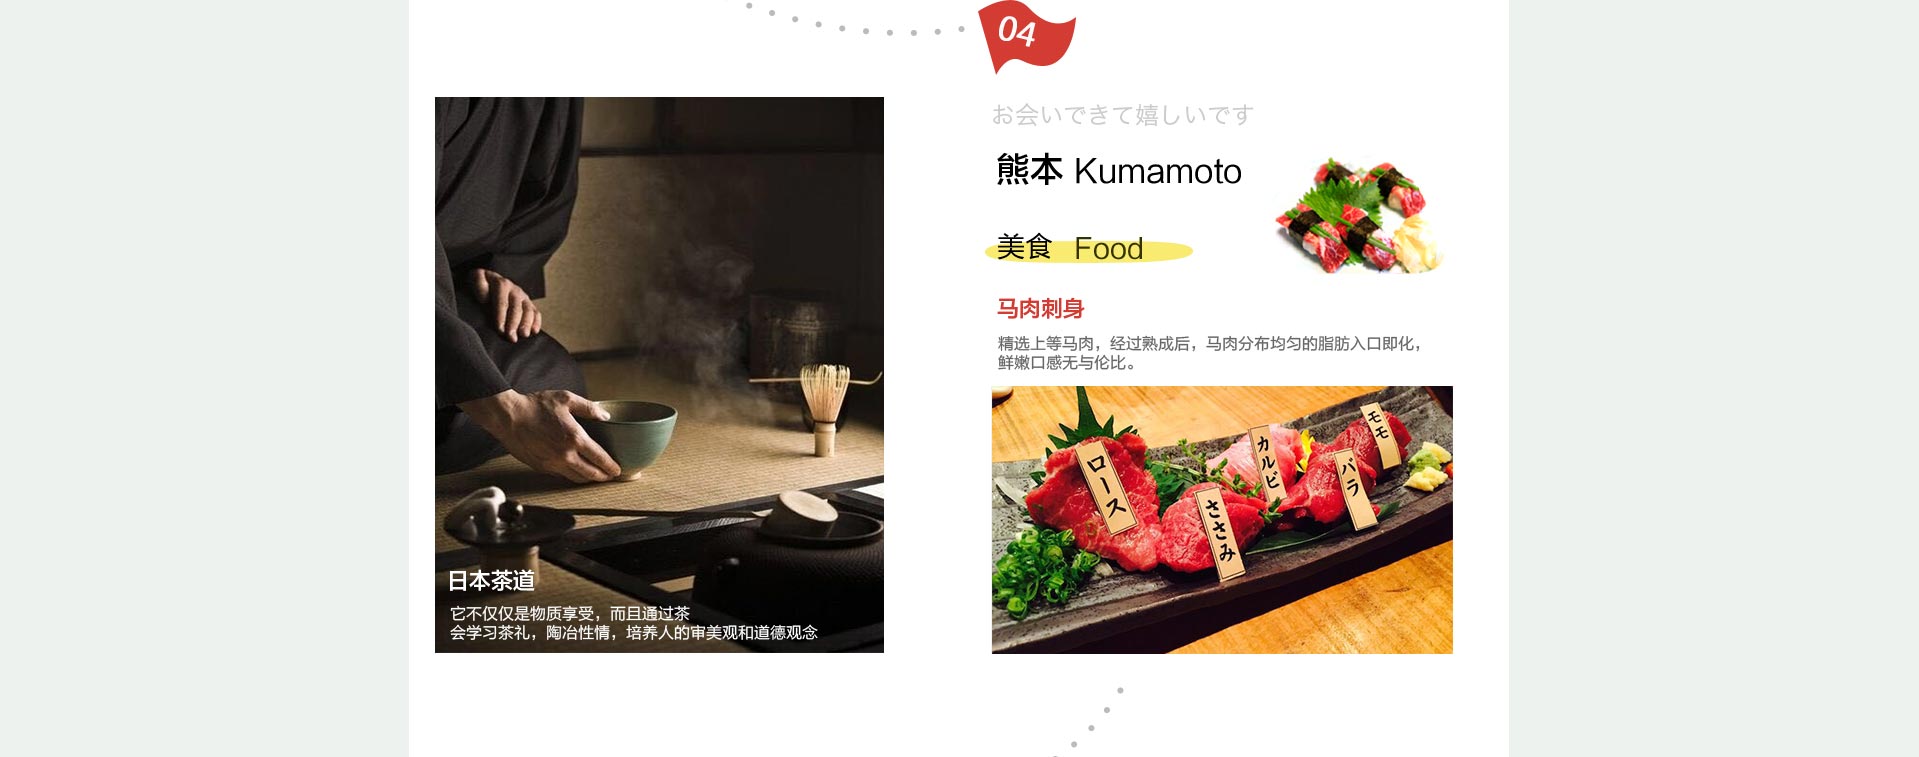 04
お会いできて嬉しいです
熊本 Kumamoto
美食 Food
马肉刺身
精选上等马肉，经过熟成后，马肉分布均匀的脂肪入口即化，
鲜嫩口感无与伦比。
ロース
ささみ
カルビ
バラ
モモ
日本茶道
它不仅仅是物质享受，而且通过茶
会学习茶礼，陶冶性情，培养人的审美观和道德观念